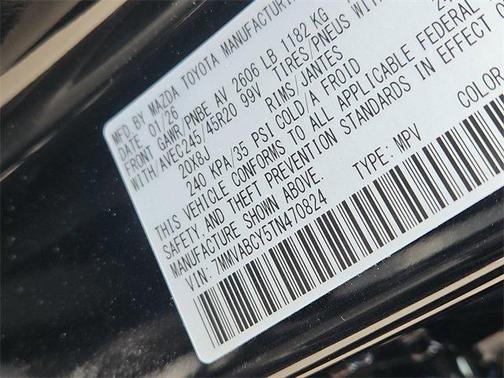 MFD. BY MAZDA TOYOTA MANUFACTURING
DATE: 01/26
FRONT GAWR/PNBE AV 2606 LB 1182 KG
WITH/AVEC245/45R20 99V TIRES/PNEUS WITH
20X8J RIMS/JANTES
240 KPA/35 PSI COLD/A FROID
THIS VEHICLE CONFORMS TO ALL APPLICABLE FEDERAL
SAFETY AND THEFT PREVENTION STANDARDS IN EFFECT
MANUFACTURE SHOWN ABOVE.
VIN: 7MMVABCY5TN470824 TYPE: MPV COLOR